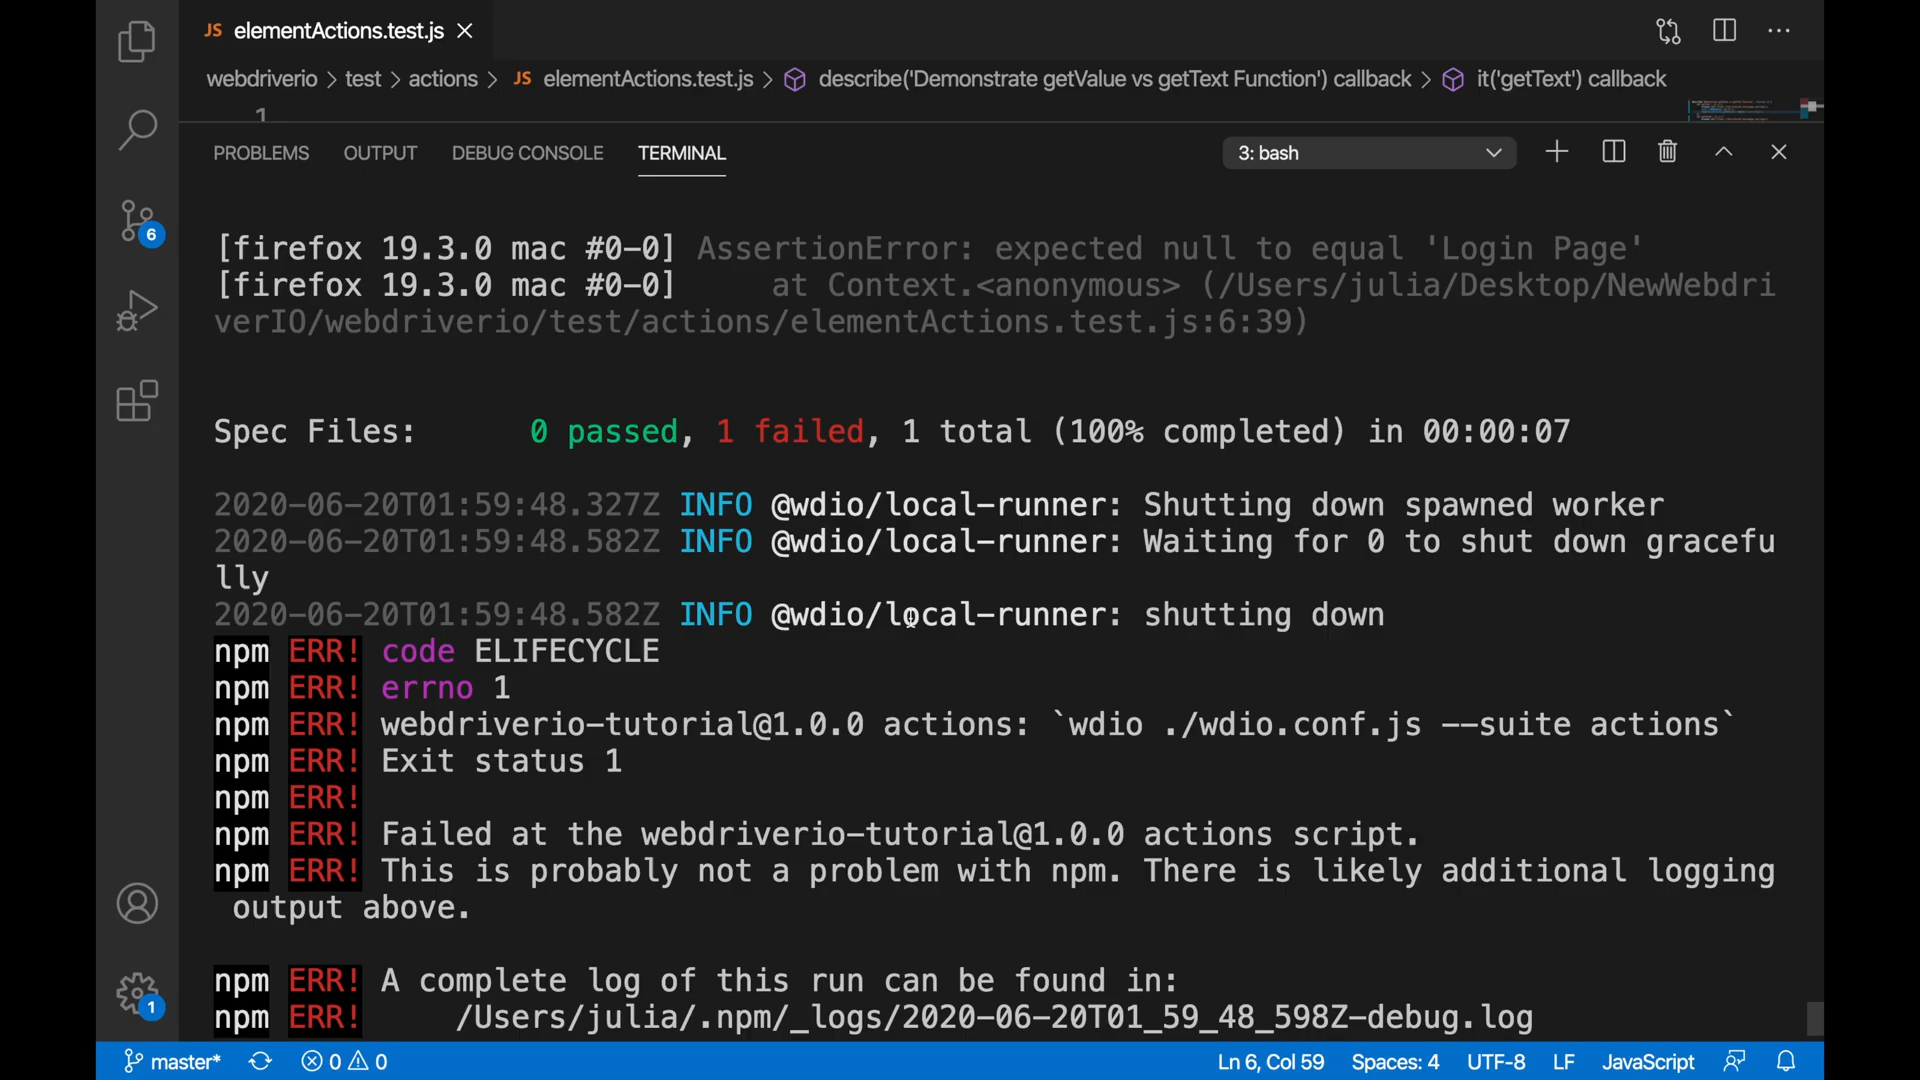 JS elementActions.test.js
webdriverio > test > actions > JS elementActions.test.js > describe('Demonstrate getValue vs getText Function') callback > it('getText') callback
1
PROBLEMS OUTPUT DEBUG CONSOLE TERMINAL 3: bash
[firefox 19.3.0 mac #0-0] AssertionError: expected null to equal 'Login Page'
[firefox 19.3.0 mac #0-0]     at Context.<anonymous> (/Users/julia/Desktop/NewWebdri
verIO/webdriverio/test/actions/elementActions.test.js:6:39)
Spec Files:      0 passed, 1 failed, 1 total (100% completed) in 00:00:07
2020-06-20T01:59:48.327Z INFO @wdio/local-runner: Shutting down spawned worker
2020-06-20T01:59:48.582Z INFO @wdio/local-runner: Waiting for 0 to shut down gracefu
lly
2020-06-20T01:59:48.582Z INFO @wdio/local-runner: shutting down
npm ERR! code ELIFECYCLE
npm ERR! errno 1
npm ERR! webdriverio-tutorial@1.0.0 actions: `wdio ./wdio.conf.js --suite actions`
npm ERR! Exit status 1
npm ERR!
npm ERR! Failed at the webdriverio-tutorial@1.0.0 actions script.
npm ERR! This is probably not a problem with npm. There is likely additional logging
output above.
npm ERR! A complete log of this run can be found in:
npm ERR!     /Users/julia/.npm/_logs/2020-06-20T01_59_48_598Z-debug.log
6
1
master* 0 0 Ln 6, Col 59 Spaces: 4 UTF-8 LF JavaScript